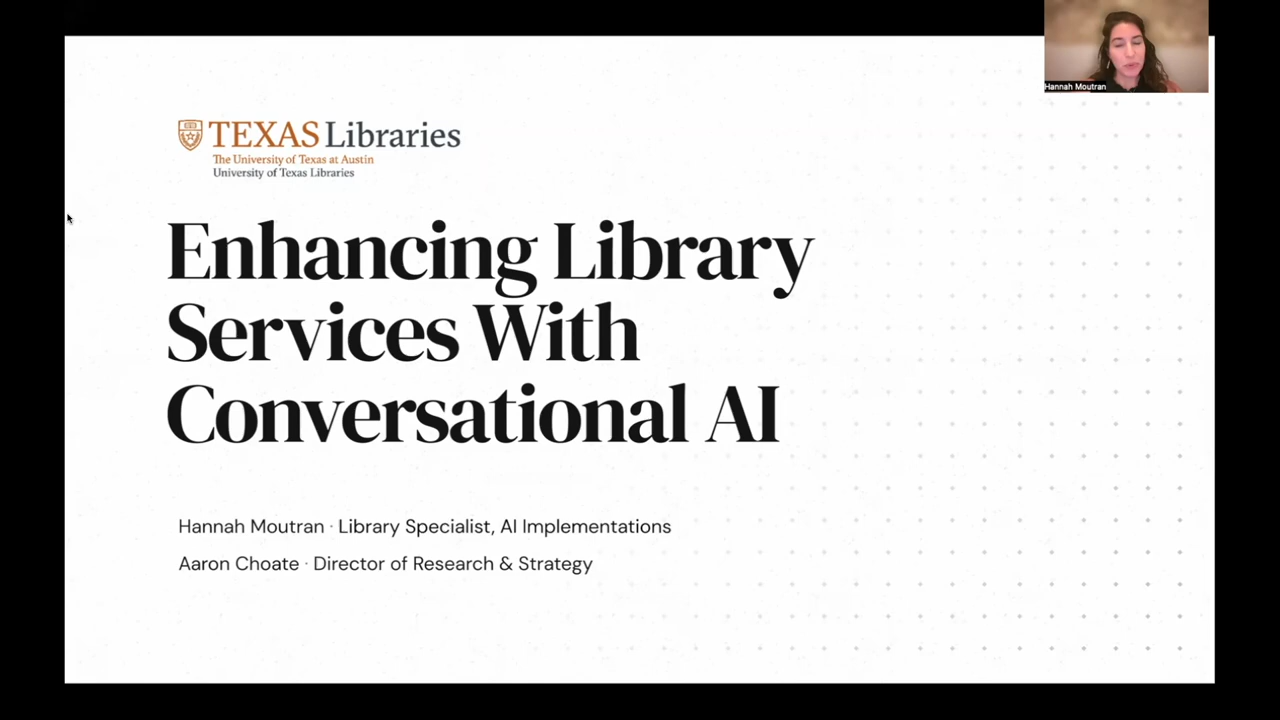 Hannah Moutran
TEXAS Libraries
The University of Texas at Austin
University of Texas Libraries
Enhancing Library
Services With
Conversational AI
Hannah Moutran · Library Specialist, AI Implementations
Aaron Choate · Director of Research & Strategy